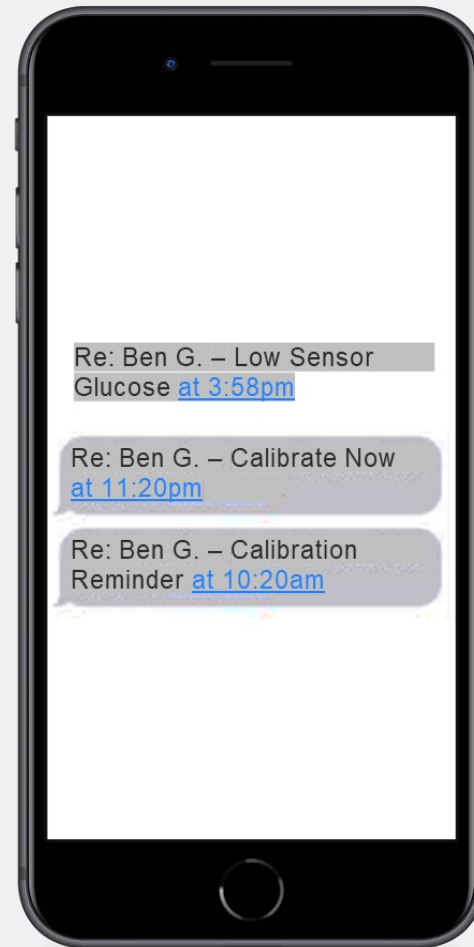 Re: Ben G. – Low Sensor
Glucose at 3:58pm
Re: Ben G. – Calibrate Now
at 11:20pm
Re: Ben G. – Calibration
Reminder at 10:20am